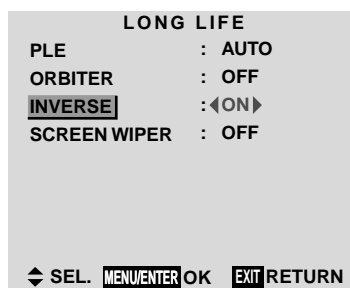 LONG LIFE
PLE : AUTO
ORBITER : OFF
INVERSE : ◀ON▶
SCREEN WIPER : OFF
SEL. MENU/ENTER OK EXIT RETURN